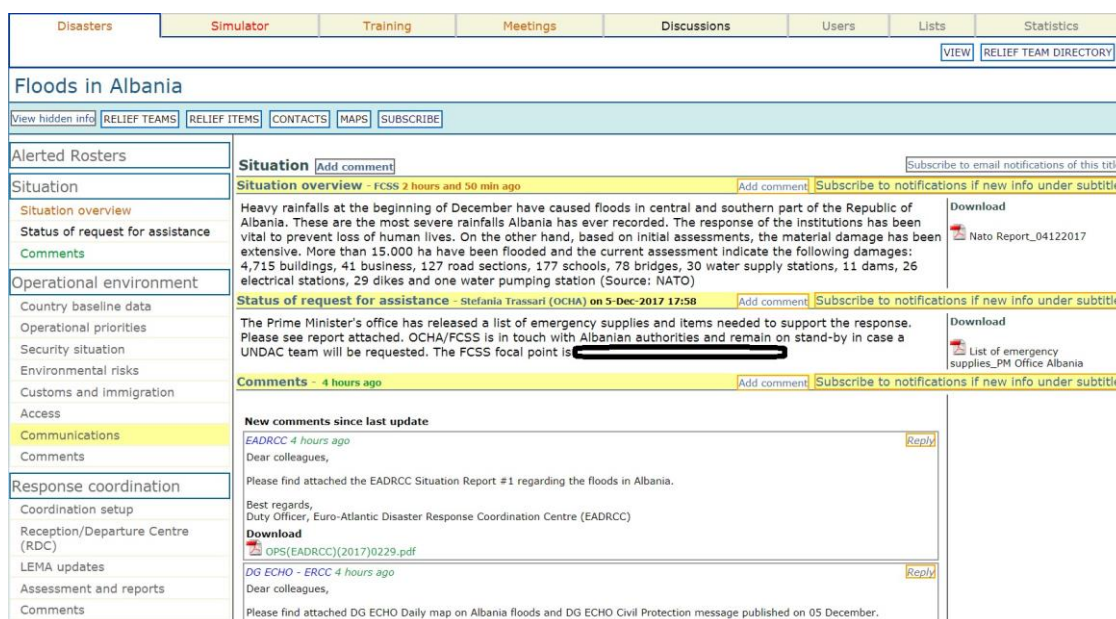 Disasters Simulator Training Meetings Discussions Users Lists Statistics
VIEW RELIEF TEAM DIRECTORY
Floods in Albania
View hidden info RELIEF TEAMS RELIEF ITEMS CONTACTS MAPS SUBSCRIBE
Alerted Rosters
Situation
Situation overview
Status of request for assistance
Comments
Operational environment
Country baseline data
Operational priorities
Security situation
Environmental risks
Customs and immigration
Access
Communications
Comments
Response coordination
Coordination setup
Reception/Departure Centre
(RDC)
LEMA updates
Assessment and reports
Comments
Situation Add comment Subscribe to email notifications of this titl
Situation overview - FCSS 2 hours and 50 min ago Add comment Subscribe to notifications if new info under subtitle
Heavy rainfalls at the beginning of December have caused floods in central and southern part of the Republic of
Albania. These are the most severe rainfalls Albania has ever recorded. The response of the institutions has been
vital to prevent loss of human lives. On the other hand, based on initial assessments, the material damage has been
extensive. More than 15.000 ha have been flooded and the current assessment indicate the following damages:
4,715 buildings, 41 business, 127 road sections, 177 schools, 78 bridges, 30 water supply stations, 11 dams, 26
electrical stations, 29 dikes and one water pumping station (Source: NATO)
Download
Nato Report_04122017
Status of request for assistance - Stefania Trassari (OCHA) on 5-Dec-2017 17:58 Add comment Subscribe to notifications if new info under subtitle
The Prime Minister's office has released a list of emergency supplies and items needed to support the response.
Please see report attached. OCHA/FCSS is in touch with Albanian authorities and remain on stand-by in case a
UNDAC team will be requested. The FCSS focal point is
Download
List of emergency
supplies_PM Office Albania
Comments - 4 hours ago Add comment Subscribe to notifications if new info under subtitle
New comments since last update
EADRCC 4 hours ago Reply
Dear colleagues,
Please find attached the EADRCC Situation Report #1 regarding the floods in Albania.
Best regards,
Duty Officer, Euro-Atlantic Disaster Response Coordination Centre (EADRCC)
Download
OPS(EADRCC)(2017)0229.pdf
DG ECHO - ERCC 4 hours ago Reply
Dear colleagues,
Please find attached DG ECHO Daily map on Albania floods and DG ECHO Civil Protection message published on 05 December.